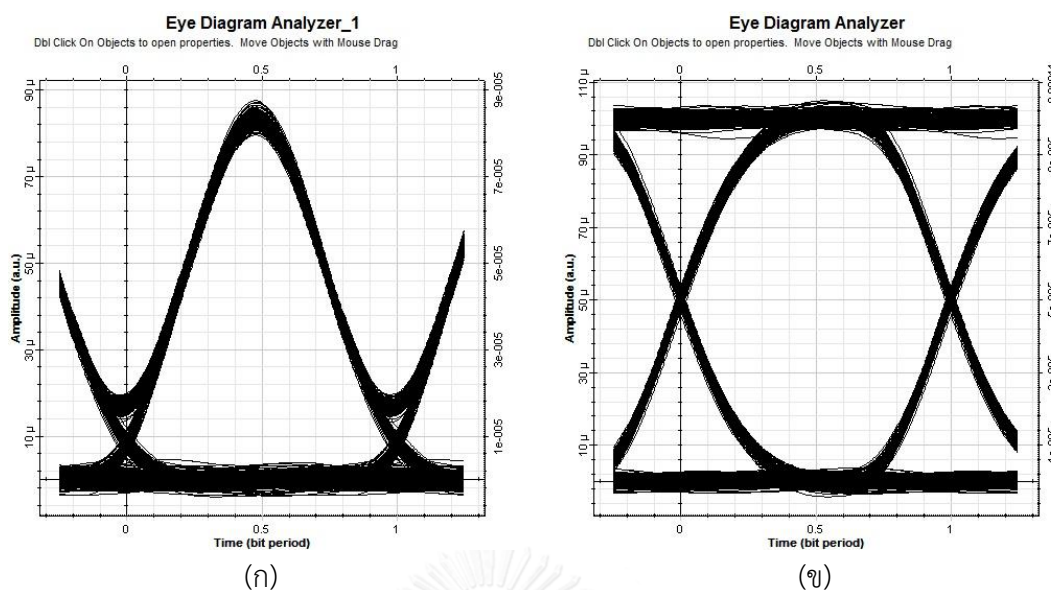 Eye Diagram Analyzer_1
Dbl Click On Objects to open properties. Move Objects with Mouse Drag
0 0.5 1
90 μ
70 μ
50 μ
30 μ
10 μ
Amplitude (a.u.)
9e-005
7e-005
5e-005
3e-005
1e-005
0 0.5 1
Time (bit period)
(ก)
Eye Diagram Analyzer
Dbl Click On Objects to open properties. Move Objects with Mouse Drag
0 0.5 1
110 μ
90 μ
70 μ
50 μ
30 μ
10 μ
Amplitude (a.u.)
0 0.5 1
Time (bit period)
(ข)